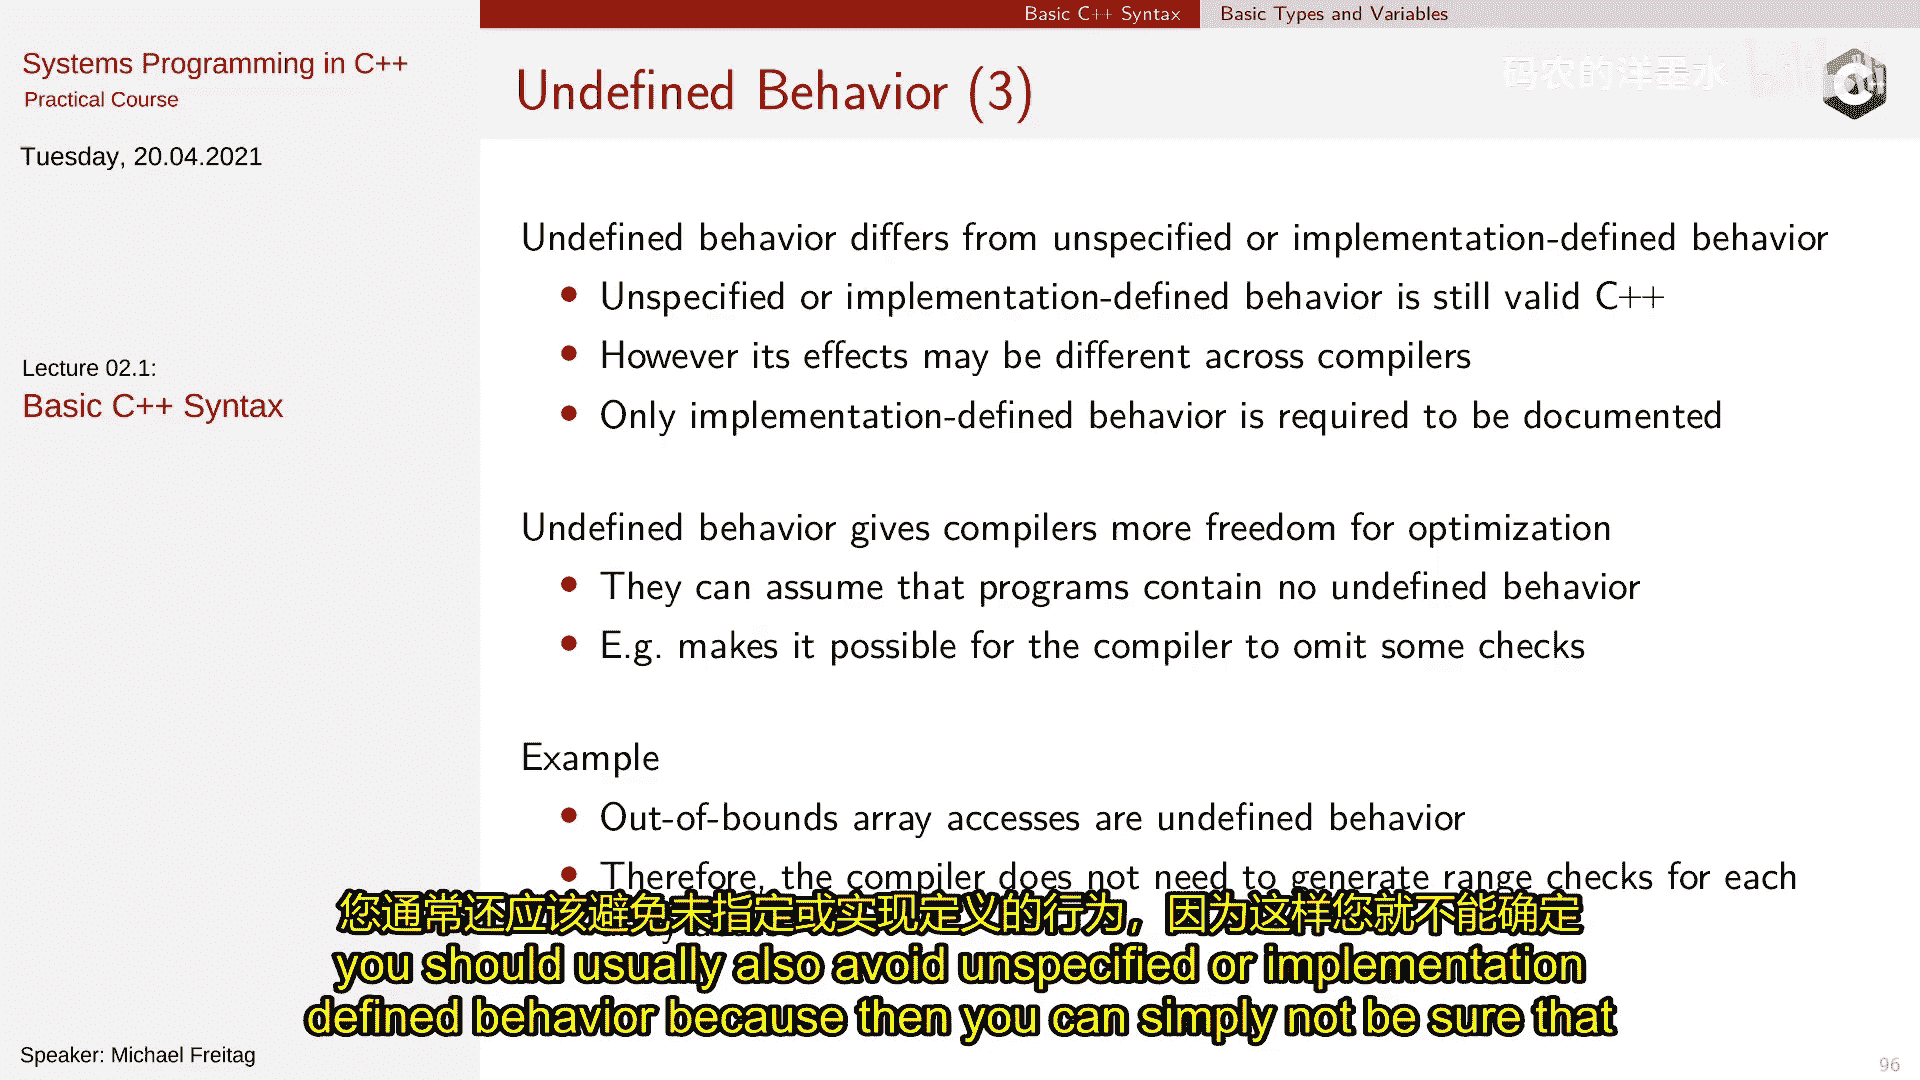 Basic C++ Syntax
Basic Types and Variables
Systems Programming in C++
Practical Course
Tuesday, 20.04.2021
Lecture 02.1:
Basic C++ Syntax
Speaker: Michael Freitag
Undefined Behavior (3)
码农的洋墨水
Undefined behavior differs from unspecified or implementation-defined behavior
• Unspecified or implementation-defined behavior is still valid C++
• However its effects may be different across compilers
• Only implementation-defined behavior is required to be documented
Undefined behavior gives compilers more freedom for optimization
• They can assume that programs contain no undefined behavior
• E.g. makes it possible for the compiler to omit some checks
Example
• Out-of-bounds array accesses are undefined behavior
• Therefore, the compiler does not need to generate range checks for each
您通常还应该避免未指定或实现定义的行为，因为这样您就不能确定
you should usually also avoid unspecified or implementation
defined behavior because then you can simply not be sure that
96